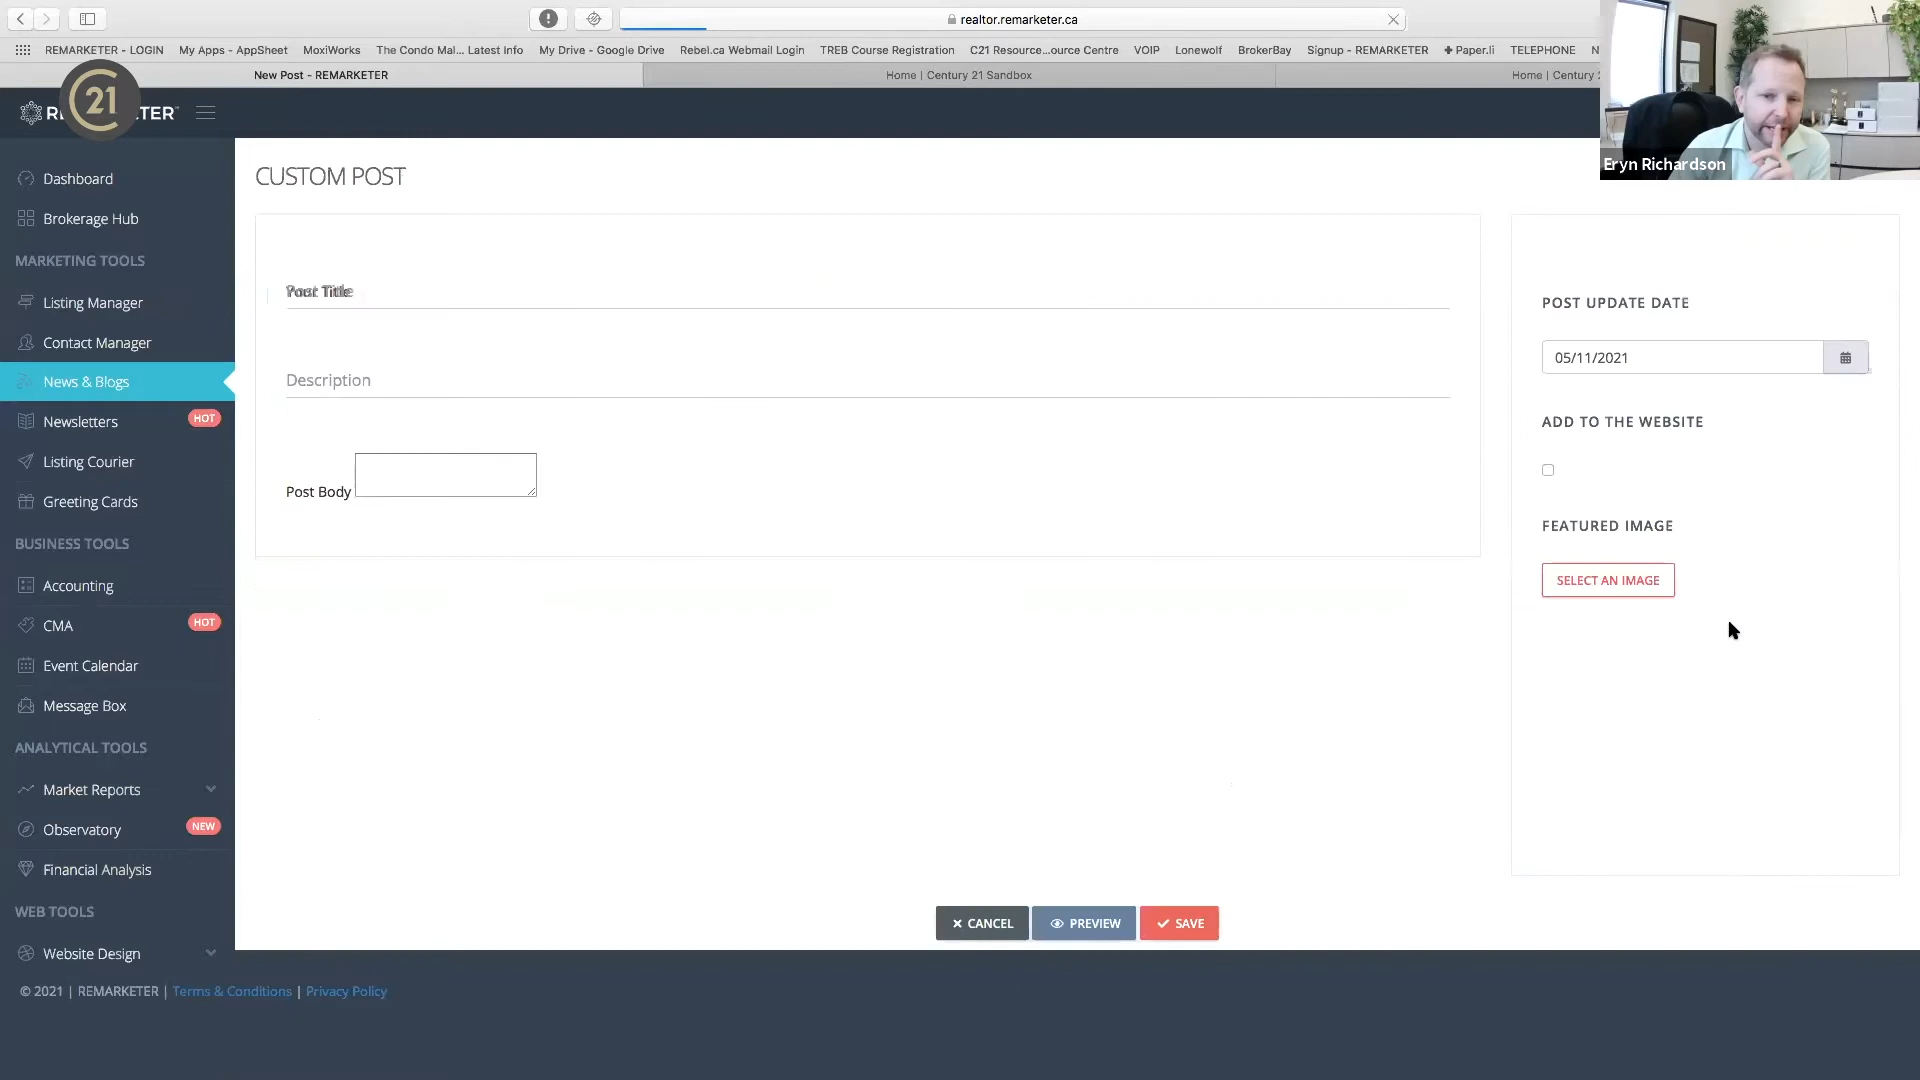 realtor.remarketer.ca
REMARKETER - LOGIN My Apps - AppSheet MoxiWorks The Condo Mal... Latest Info My Drive - Google Drive Rebel.ca Webmail Login TREB Course Registration C21 Resource...ource Centre VOIP Lonewolf BrokerBay Signup - REMARKETER Paper.li TELEPHONE N
New Post - REMARKETER Home | Century 21 Sandbox Home | Century 2
21
RE TER
Eryn Richardson
Dashboard
Brokerage Hub
MARKETING TOOLS
Listing Manager
Contact Manager
News & Blogs
Newsletters HOT
Listing Courier
Greeting Cards
BUSINESS TOOLS
Accounting
CMA HOT
Event Calendar
Message Box
ANALYTICAL TOOLS
Market Reports
Observatory NEW
Financial Analysis
WEB TOOLS
Website Design
© 2021 | REMARKETER | Terms & Conditions | Privacy Policy
CUSTOM POST
Post Title
Description
Post Body
POST UPDATE DATE
05/11/2021
ADD TO THE WEBSITE
FEATURED IMAGE
SELECT AN IMAGE
CANCEL PREVIEW SAVE